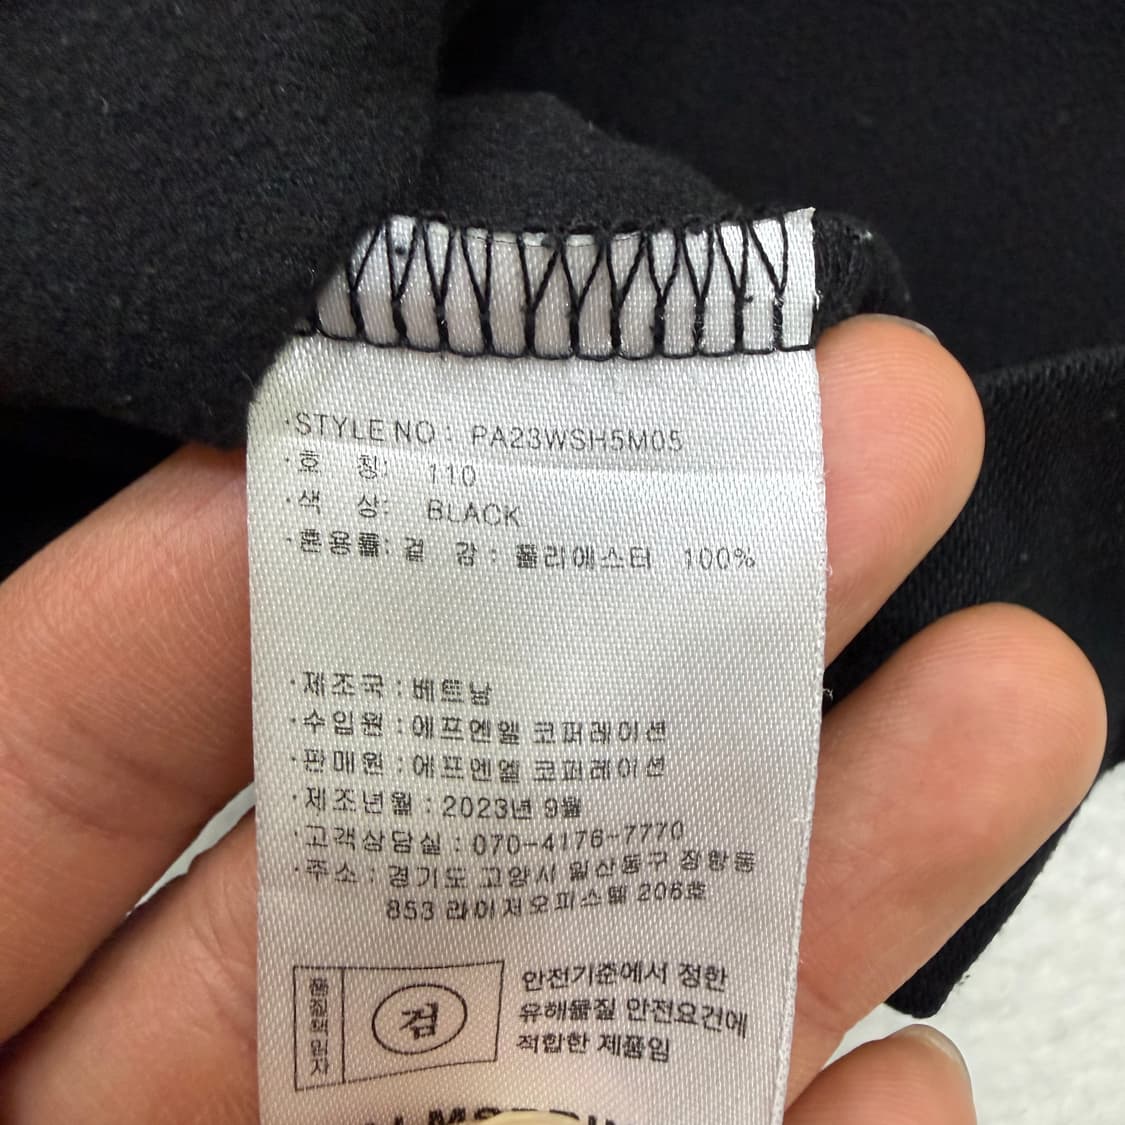 ·STYLE NO : PA23WSH5M05
·호 칭: 110
·색 상: BLACK
·혼용률: 겉 감 : 폴리에스터 100%
·제조국 : 베트남
·수입원 : 에프엔엘 코퍼레이션
·판매원 : 에프엔엘 코퍼레이션
·제조년월 : 2023년 9월
·고객상담실 : 070-4176-7770
·주소 : 경기도 고양시 일산동구 장항동
853 라이저오피스텔 206호
품질책임자
검
안전기준에서 정한
유해물질 안전요건에
적합한 제품임